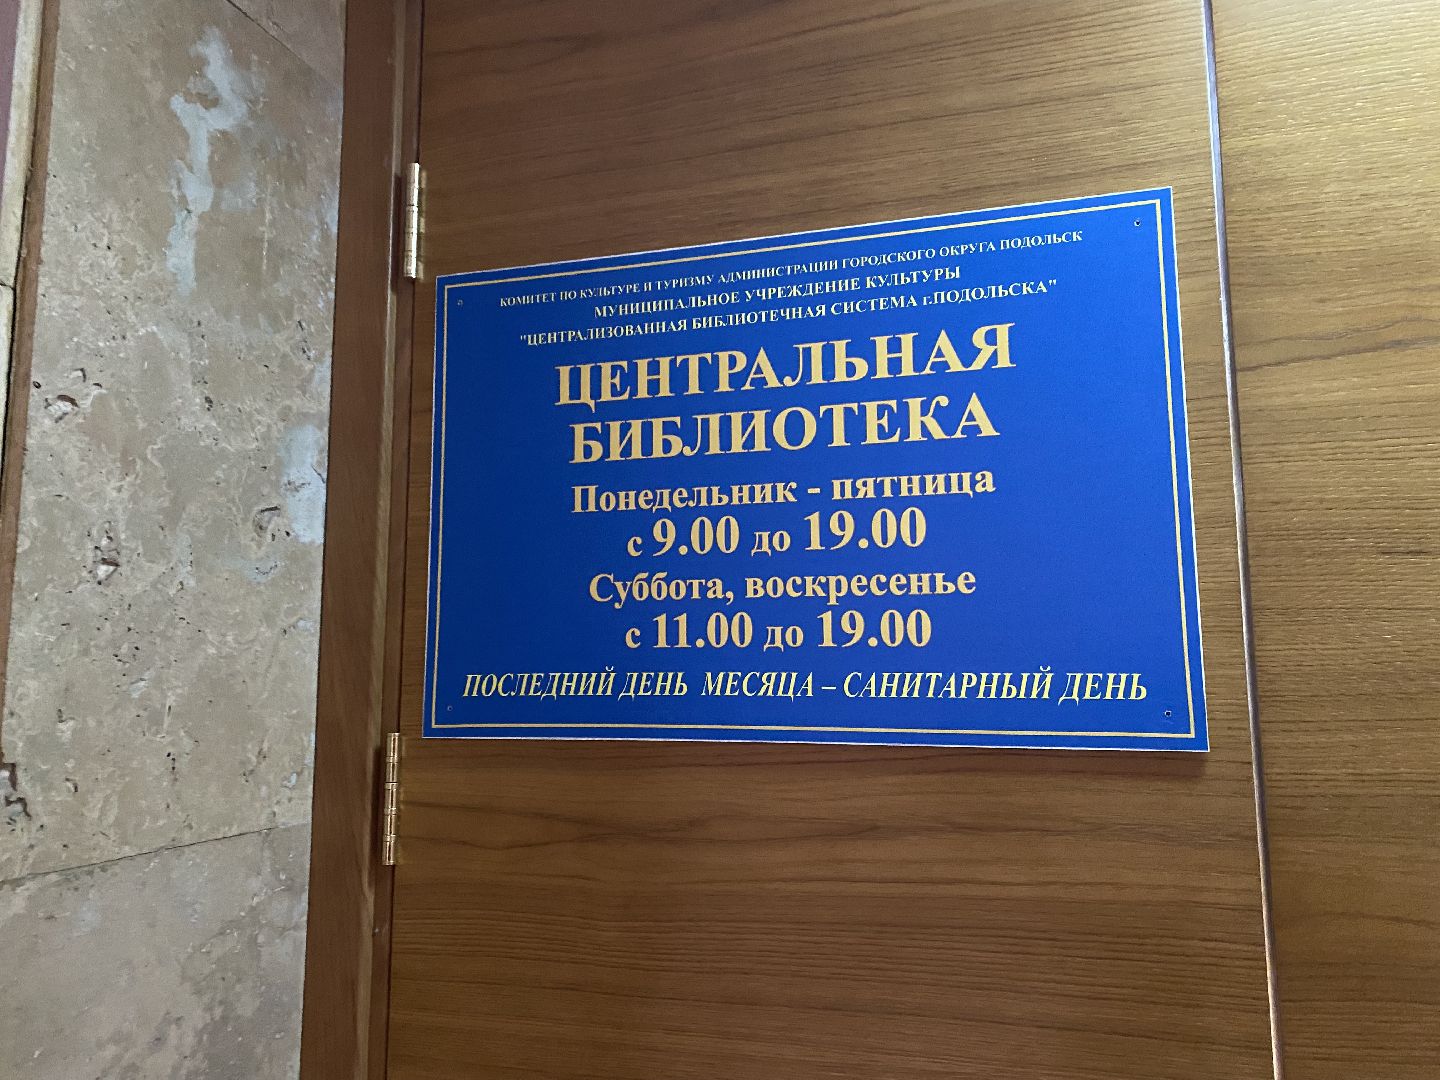 КОМИТЕТ ПО КУЛЬТУРЕ И ТУРИЗМУ АДМИНИСТРАЦИИ ГОРОДСКОГО ОКРУГА ПОДОЛЬСК
МУНИЦИПАЛЬНОЕ УЧРЕЖДЕНИЕ КУЛЬТУРЫ
"ЦЕНТРАЛИЗОВАННАЯ БИБЛИОТЕЧНАЯ СИСТЕМА г.ПОДОЛЬСКА"
ЦЕНТРАЛЬНАЯ
БИБЛИОТЕКА
Понедельник - пятница
с 9.00 до 19.00
Суббота, воскресенье
с 11.00 до 19.00
ПОСЛЕДНИЙ ДЕНЬ МЕСЯЦА – САНИТАРНЫЙ ДЕНЬ